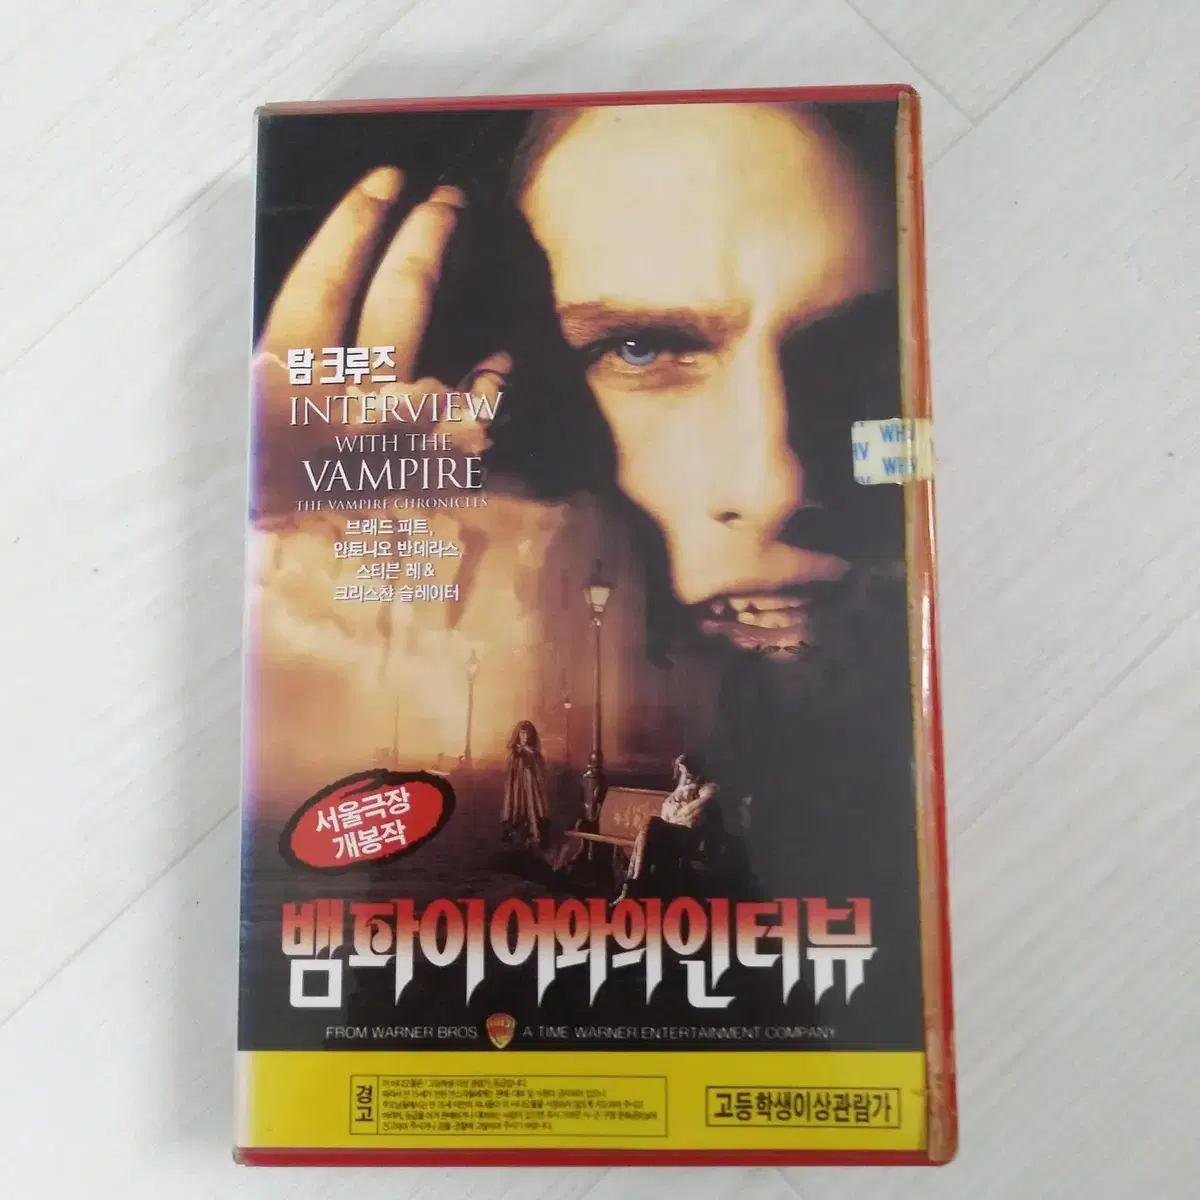 탐 크루즈
INTERVIEW
WITH THE
VAMPIRE
THE VAMPIRE CHRONICLES
브래드 피트,
안토니오 반데라스,
스티븐 레 &
크리스챤 슬레이터
WHV
HV
WHV
서울극장
개봉작
뱀파이어와의인터뷰
FROM WARNER BROS. A TIME WARNER ENTERTAINMENT COMPANY
경고
고등학생이상관람가